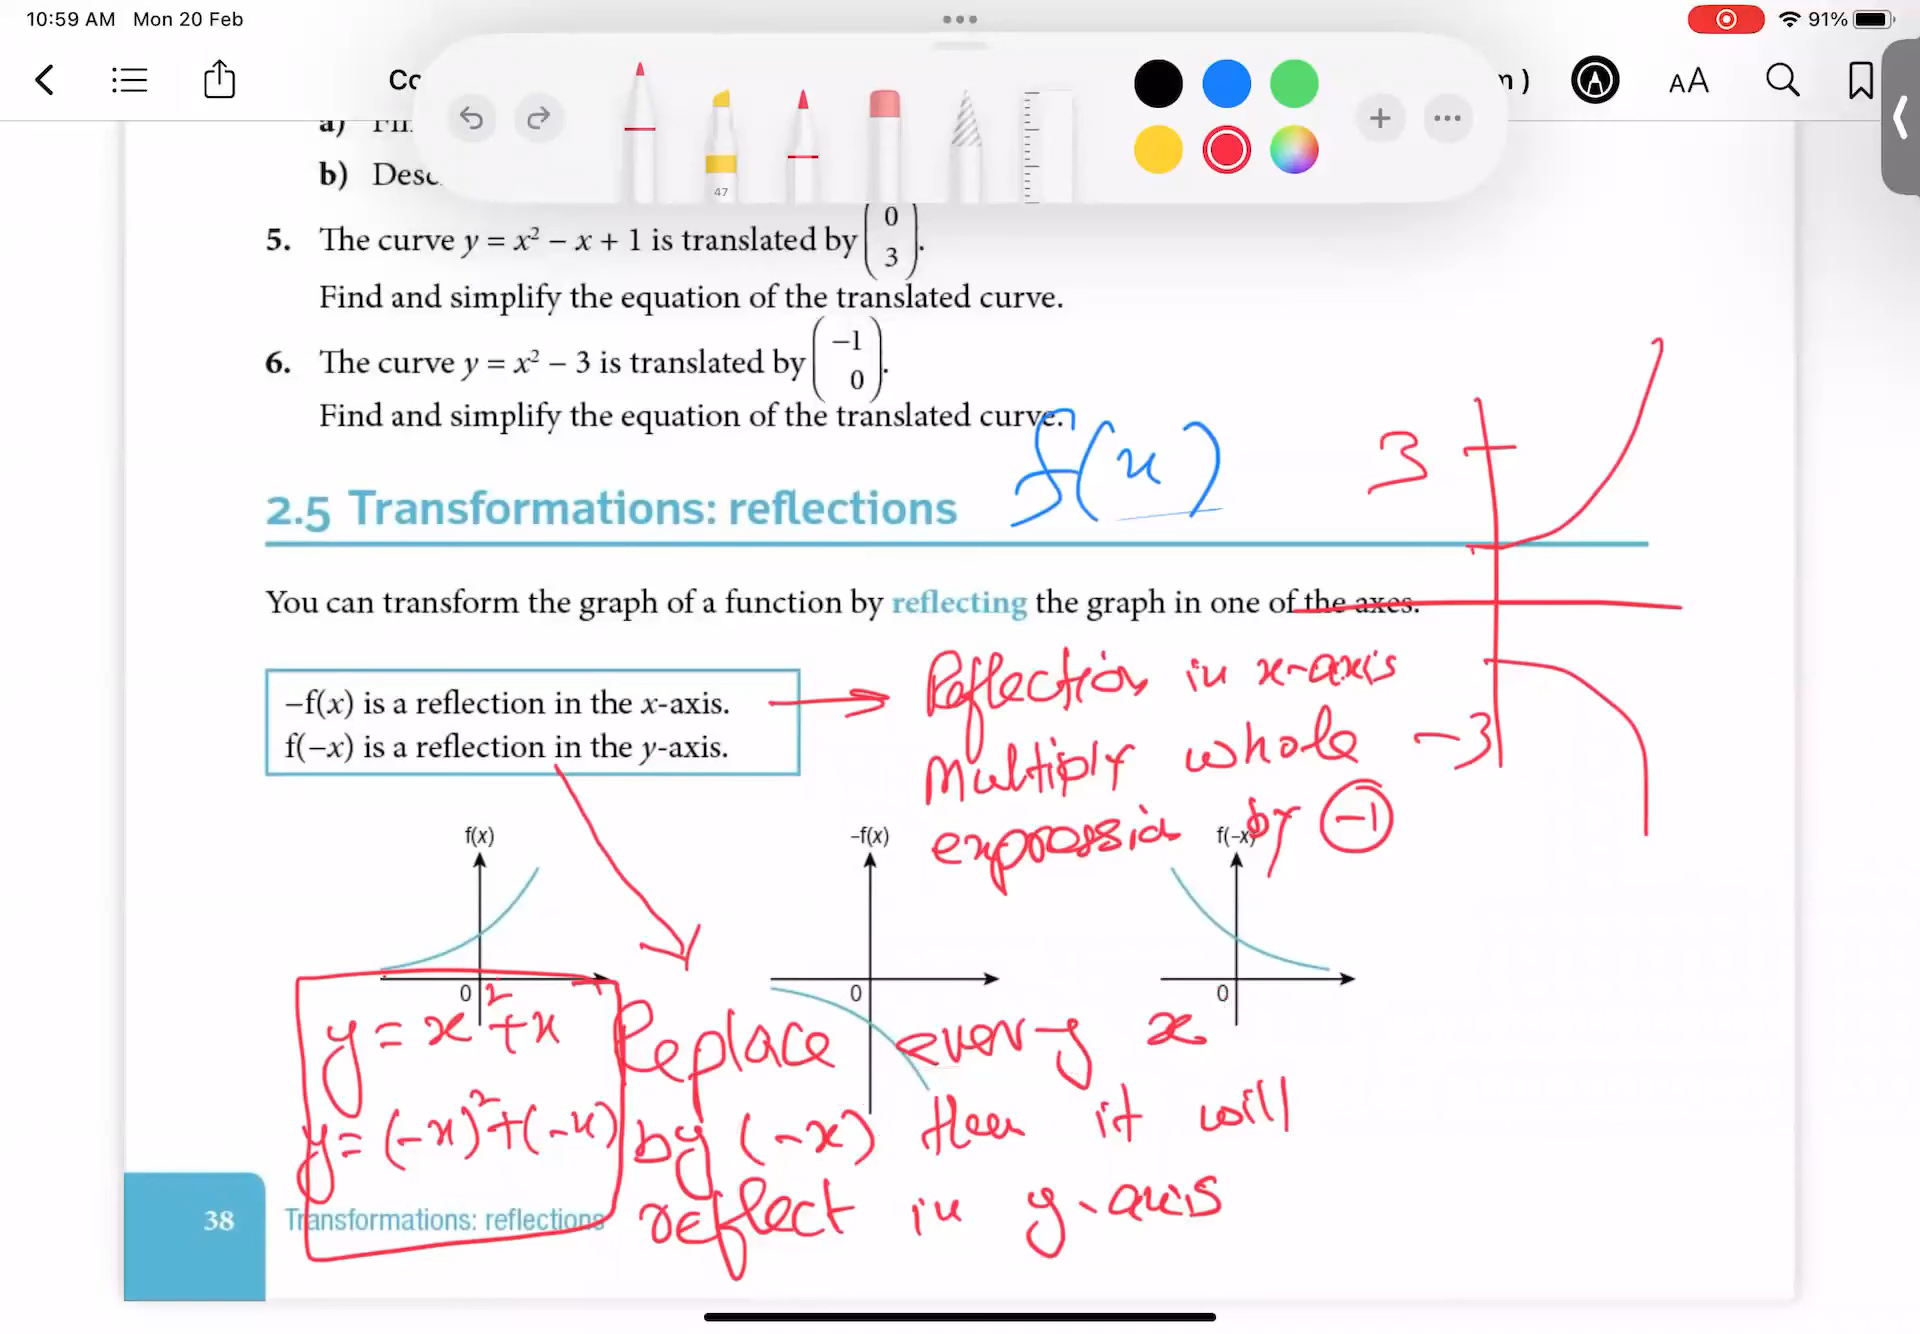 10:59 AM Mon 20 Feb
91%
Co
n )
AA
47
a)
b) Desc
5. The curve y = x² – x + 1 is translated by (0 3).
Find and simplify the equation of the translated curve.
6. The curve y = x² – 3 is translated by (–1 0).
Find and simplify the equation of the translated curve.
f(x)
3
2.5 Transformations: reflections
You can transform the graph of a function by reflecting the graph in one of the axes.
–f(x) is a reflection in the x-axis.
f(–x) is a reflection in the y-axis.
Reflection in x-axis
Multiply whole
expression by -1
-3
f(x)
–f(x)
f(–x)
0
0
0
y = x² + x
y = (-x)² + (-x)
Replace every x
by (-x) then it will
reflect in y-axis
38 Transformations: reflections